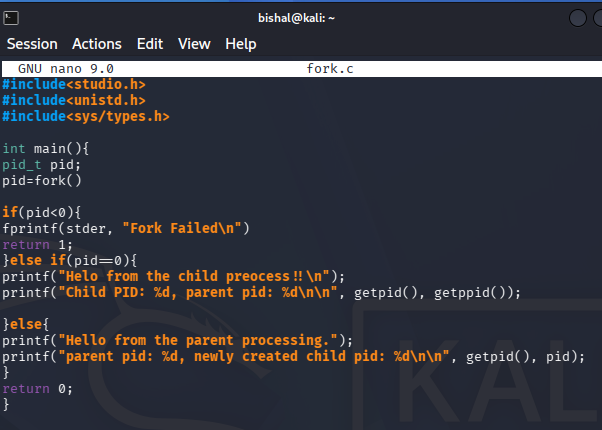 bishal@kali: ~
Session Actions Edit View Help
GNU nano 9.0 fork.c
#include<studio.h>
#include<unistd.h>
#include<sys/types.h>
int main(){
pid_t pid;
pid=fork()
if(pid<0){
fprintf(stder, "Fork Failed\n")
return 1;
}else if(pid==0){
printf("Helo from the child preocess!!\n");
printf("Child PID: %d, parent pid: %d\n\n", getpid(), getppid());
}else{
printf("Hello from the parent processing.");
printf("parent pid: %d, newly created child pid: %d\n\n", getpid(), pid);
}
return 0;
}
KAL